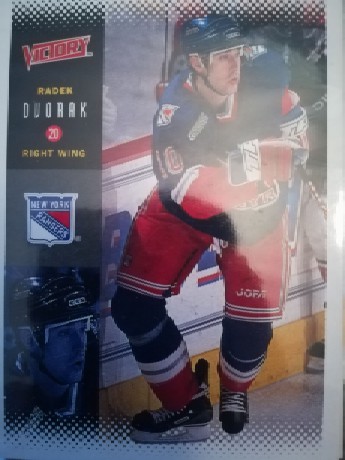 VICTORY
RADEK
DVORAK
20
RIGHT WING
NEW YORK
RANGERS
JOFA